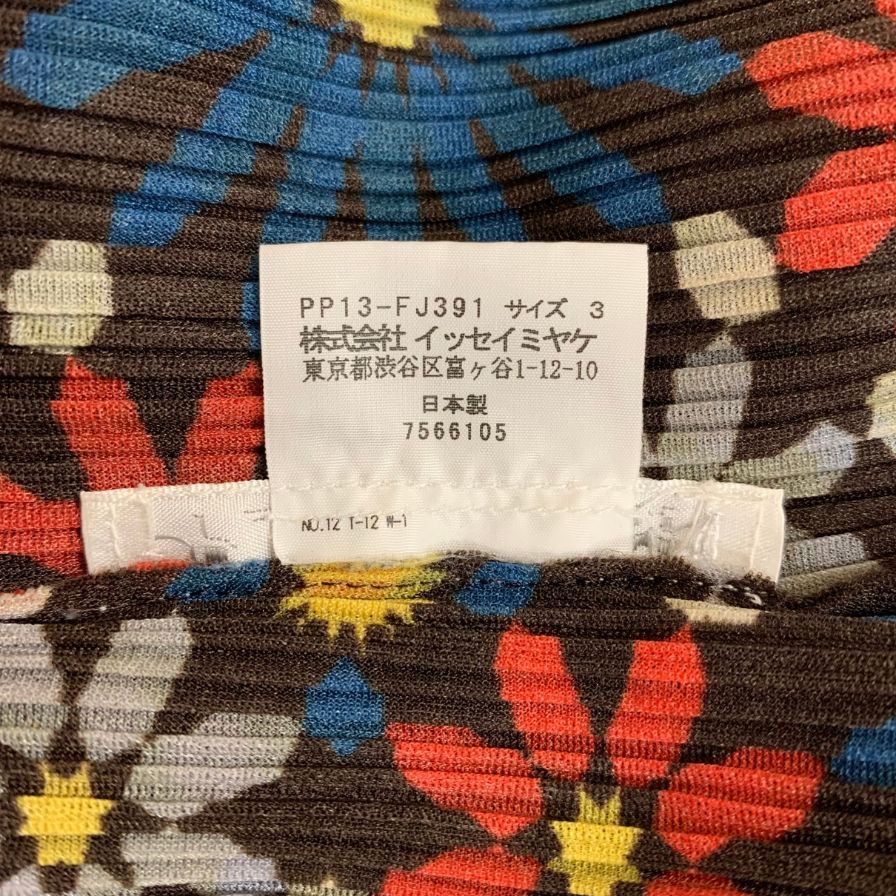 PP13-FJ391 サイズ 3
株式会社 イッセイミヤケ
東京都渋谷区富ヶ谷1-12-10
日本製
7566105
NO.12 T-12 W-1